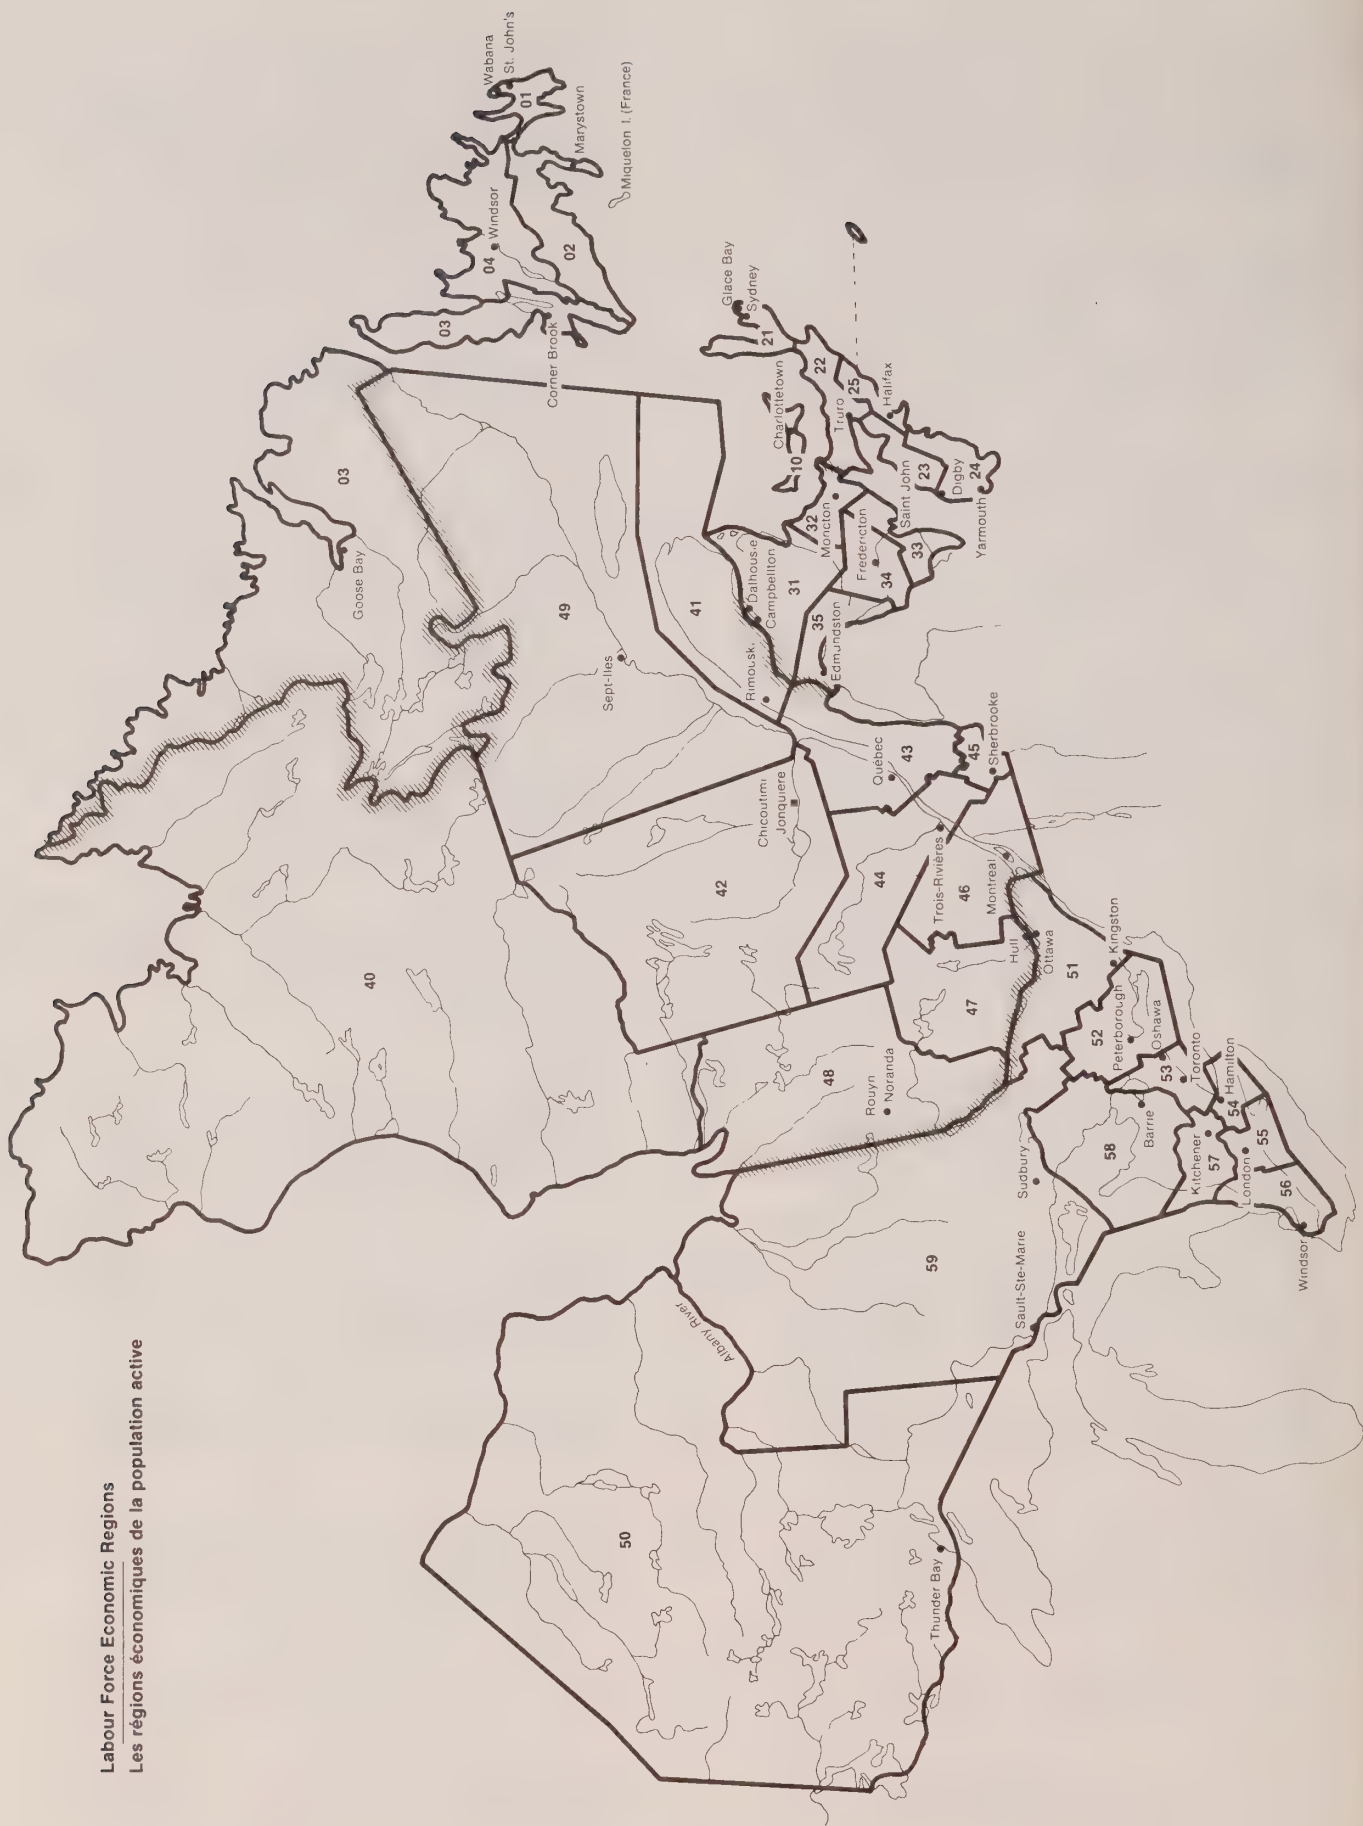 Labour Force Economic Regions
Les régions économiques de la population active
40
03
Goose Bay
03
04
Windsor
02
01
Wabana
St. John's
Marystown
Miquelon I. (France)
Corner Brook
49
Sept-Iles
50
Albany River
Thunder Bay
59
Sault-Ste-Marie
Sudbury
48
Rouyn
Noranda
42
Chicoutimi
Jonquière
41
Rimousk.
Dalhousie
Campbellton
31
35
Edmundston
32
Moncton
Fredericton
34
33
Saint John
10
Charlottetown
Glace Bay
Sydney
21
22
25
Truro
Halifax
23
Digby
24
Yarmouth
43
Québec
44
Trois-Rivières
45
Sherbrooke
46
Montreal
47
Hull
Ottawa
51
Kingston
52
Peterborough
Oshawa
53
Toronto
58
Barrie
54
Hamilton
57
Kitchener
London
55
56
Windsor